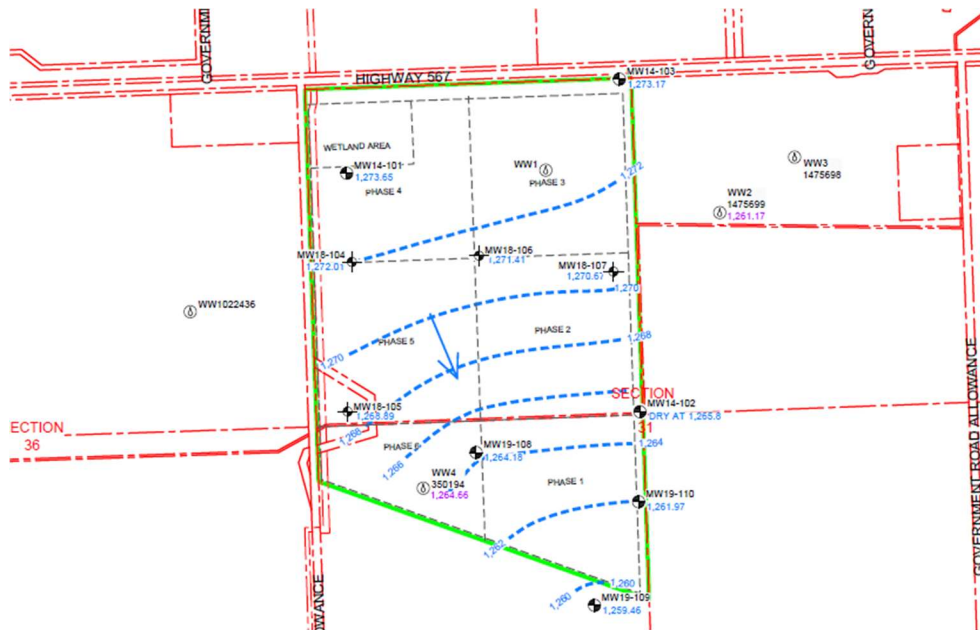 GOVERNM
GOVERN
HIGHWAY 567
MW14-103
1,273.17
WETLAND AREA
MW14-101
1,273.65
PHASE 4
WW1
PHASE 3
1,272
WW3
1475698
WW2
1475699
1,261.17
MW18-104
1,272.01
MW18-106
1,271.41
MW18-107
1,270.67
1,270
WW1022436
PHASE 2
1,268
PHASE 5
1,270
SECTION
31
MW14-102
DRY AT 1,265.8
MW18-105
1,268.89
1,268
ECTION
36
PHASE 6
1,266
MW19-108
1,264.18
1,264
WW4
350194
1,264.66
PHASE 1
MW19-110
1,261.97
1,262
1,260
1,260
MW19-109
1,259.46
OWANCE
GOVERNMENT ROAD ALLOWANCE